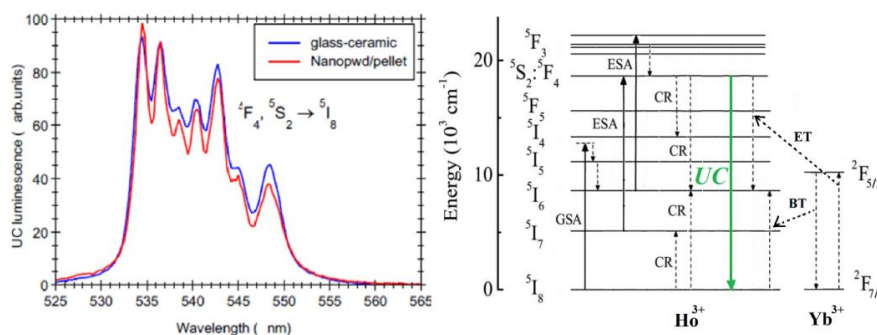 UC luminescence ( arb.units)
100
80
60
40
20
0
glass-ceramic
Nanopwd/pellet
⁵F₄, ⁵S₂ → ⁵I₈
525 530 535 540 545 550 555 560 565
Wavelength ( nm)
Energy (10³ cm⁻¹)
20
10
0
⁵F₃
⁵S₂:⁵F₄
⁵F₅
⁵I₄
⁵I₅
⁵I₆
⁵I₇
⁵I₈
ESA
CR
ESA
CR
ET
UC
²F₅/
BT
GSA
CR
CR
²F₇/
Ho³⁺
Yb³⁺